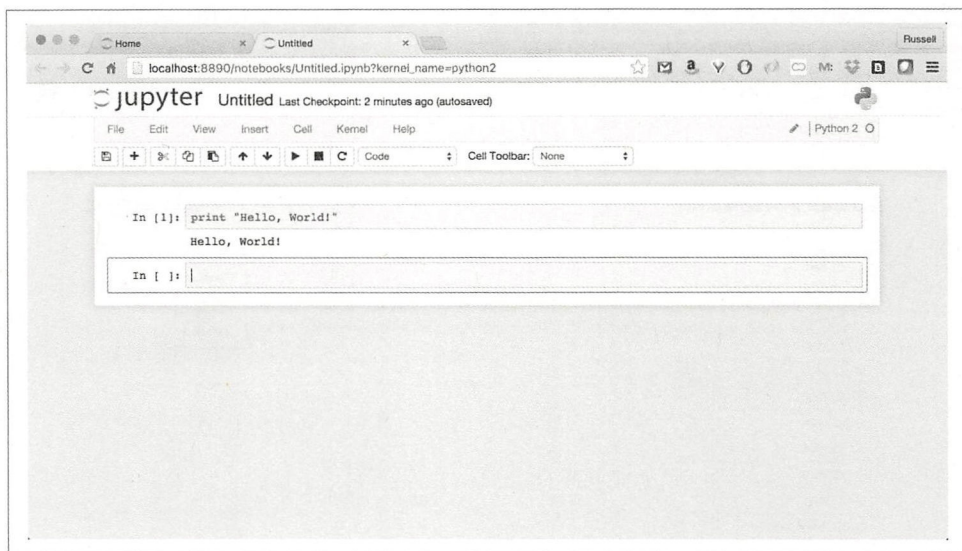 Home
Untitled
Russell
localhost:8890/notebooks/Untitled.ipynb?kernel_name=python2
jupyter Untitled Last Checkpoint: 2 minutes ago (autosaved)
File Edit View Insert Cell Kernel Help Python 2
Code Cell Toolbar: None
In [1]: print "Hello, World!"
Hello, World!
In [ ]: